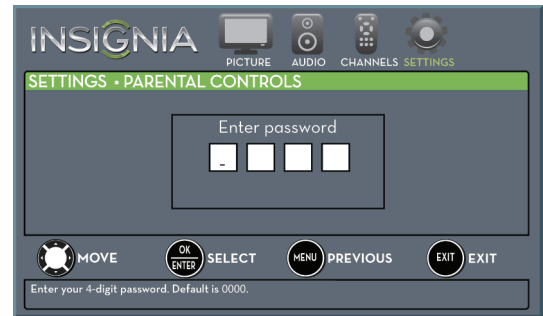 INSIGNIA
PICTURE AUDIO CHANNELS SETTINGS
SETTINGS • PARENTAL CONTROLS
Enter password
_
MOVE OK ENTER SELECT MENU PREVIOUS EXIT EXIT
Enter your 4-digit password. Default is 0000.